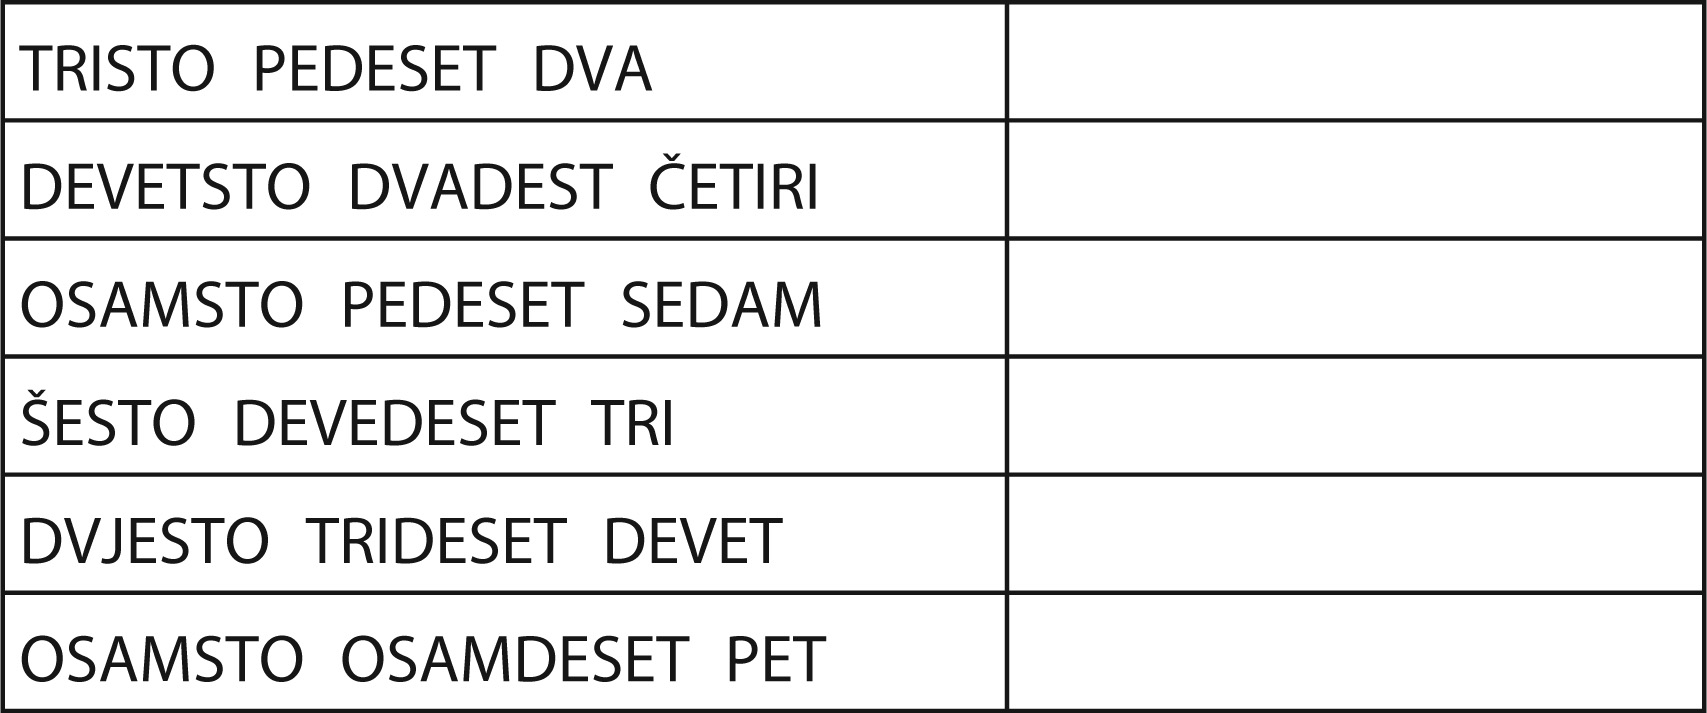 TRISTO PEDESET DVA
DEVETSTO DVADEST ČETIRI
OSAMSTO PEDESET SEDAM
ŠESTO DEVEDESET TRI
DVJESTO TRIDESET DEVET
OSAMSTO OSAMDESET PET